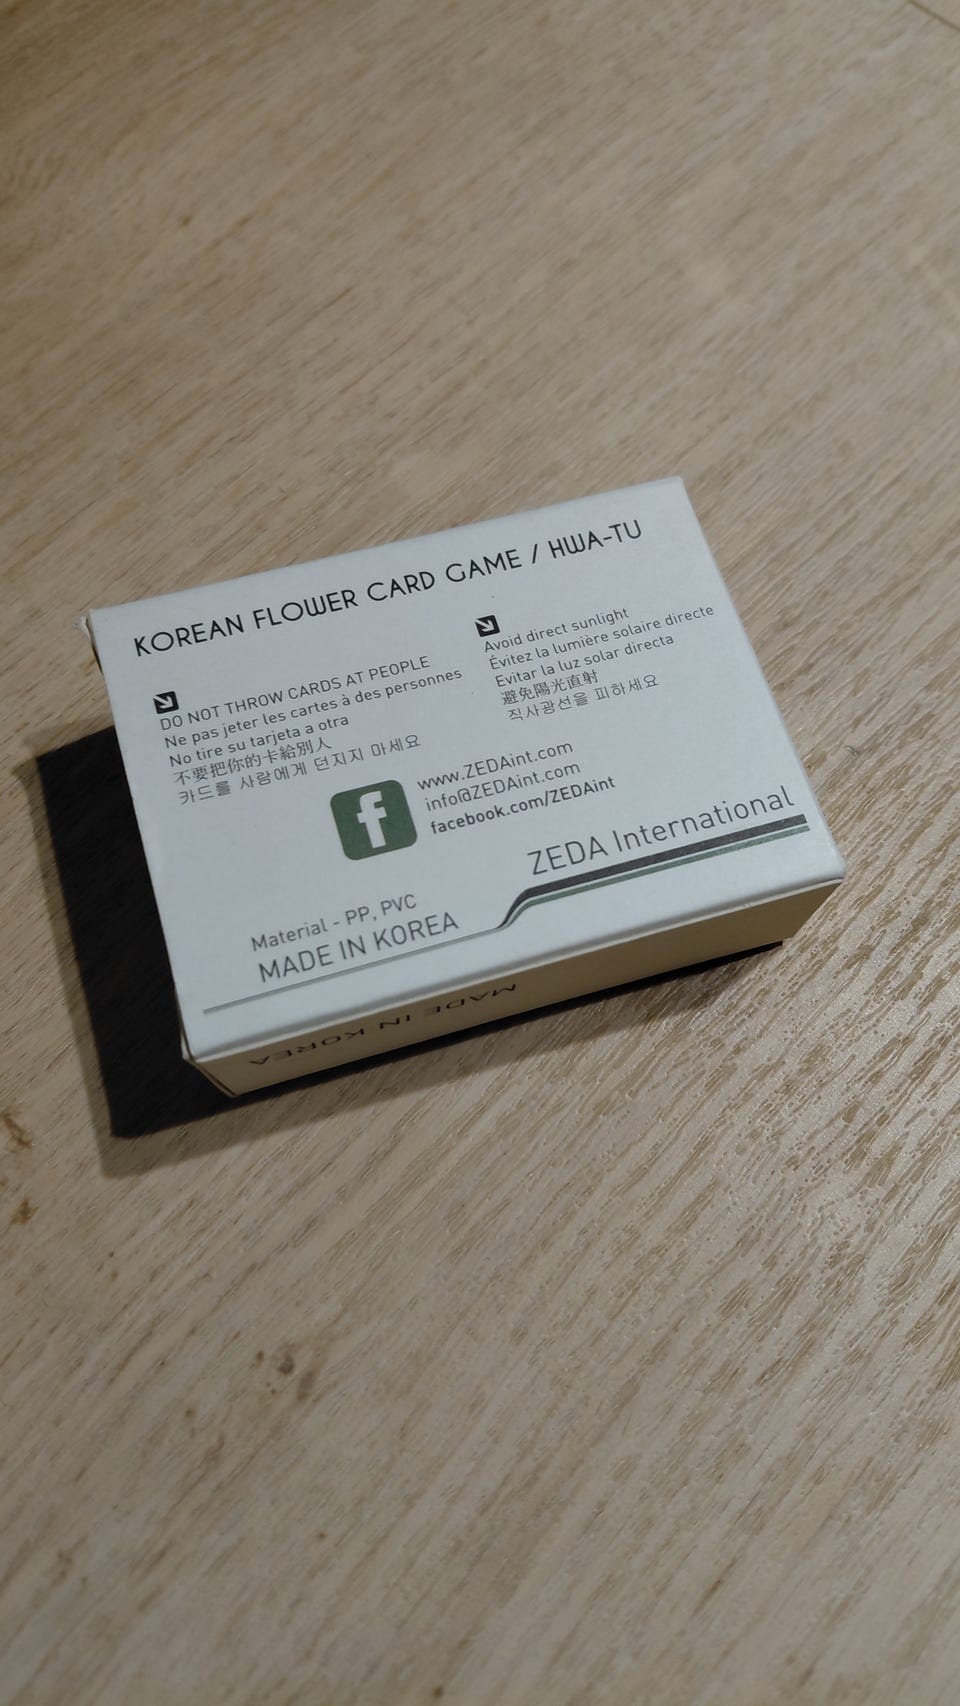 KOREAN FLOWER CARD GAME / HWA-TU
DO NOT THROW CARDS AT PEOPLE
Ne pas jeter les cartes à des personnes
No tire su tarjeta a otra
不要把你的卡給別人
카드를 사람에게 던지지 마세요
Avoid direct sunlight
Évitez la lumière solaire directe
Evitar la luz solar directa
避免陽光直射
직사광선을 피하세요
f
www.ZEDAint.com
info@ZEDAint.com
facebook.com/ZEDAint
ZEDA International
Material - PP, PVC
MADE IN KOREA
MADE IN KOREA